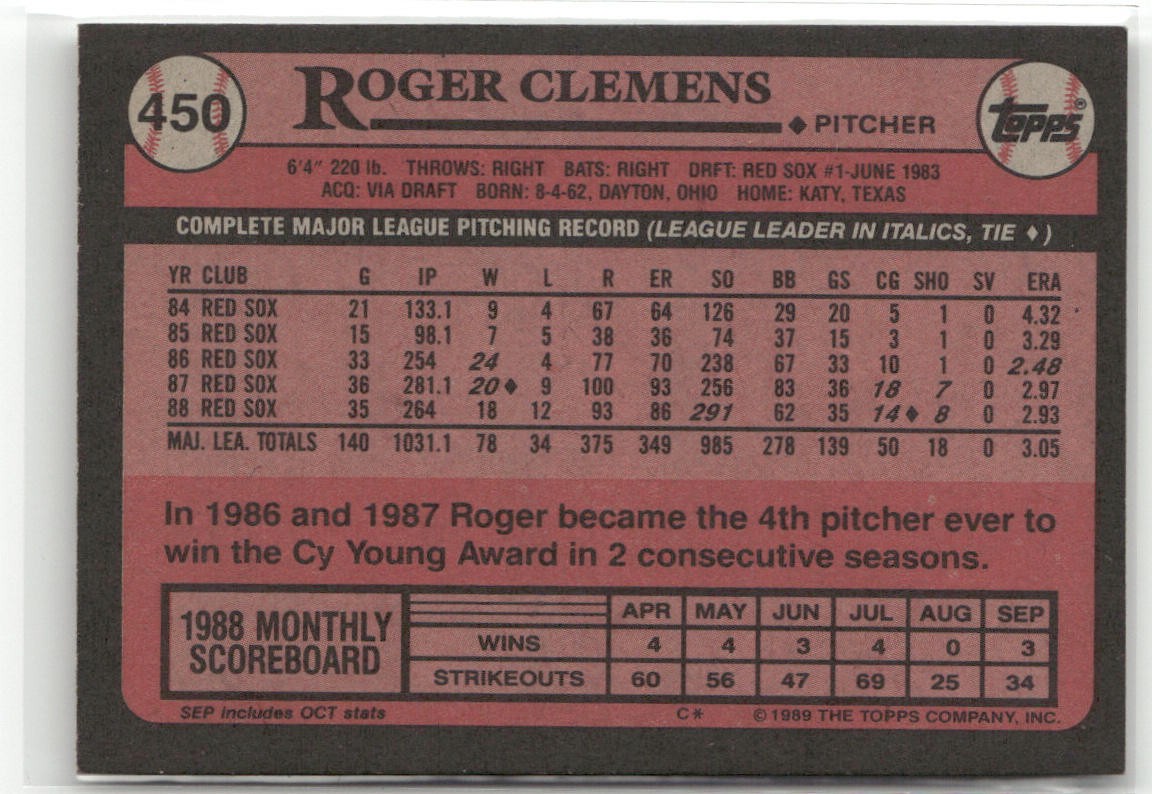 450
ROGER CLEMENS
♦ PITCHER
TOPPS®
6'4" 220 lb. THROWS: RIGHT BATS: RIGHT DRFT: RED SOX #1-JUNE 1983
ACQ: VIA DRAFT BORN: 8-4-62, DAYTON, OHIO HOME: KATY, TEXAS
COMPLETE MAJOR LEAGUE PITCHING RECORD (LEAGUE LEADER IN ITALICS, TIE ♦)
YR CLUB G IP W L R ER SO BB GS CG SHO SV ERA
84 RED SOX 21 133.1 9 4 67 64 126 29 20 5 1 0 4.32
85 RED SOX 15 98.1 7 5 38 36 74 37 15 3 1 0 3.29
86 RED SOX 33 254 24 4 77 70 238 67 33 10 1 0 2.48
87 RED SOX 36 281.1 20♦ 9 100 93 256 83 36 18 7 0 2.97
88 RED SOX 35 264 18 12 93 86 291 62 35 14♦ 8 0 2.93
MAJ. LEA. TOTALS 140 1031.1 78 34 375 349 985 278 139 50 18 0 3.05
In 1986 and 1987 Roger became the 4th pitcher ever to
win the Cy Young Award in 2 consecutive seasons.
1988 MONTHLY
SCOREBOARD
APR MAY JUN JUL AUG SEP
WINS 4 4 3 4 0 3
STRIKEOUTS 60 56 47 69 25 34
SEP includes OCT stats C* © 1989 THE TOPPS COMPANY, INC.